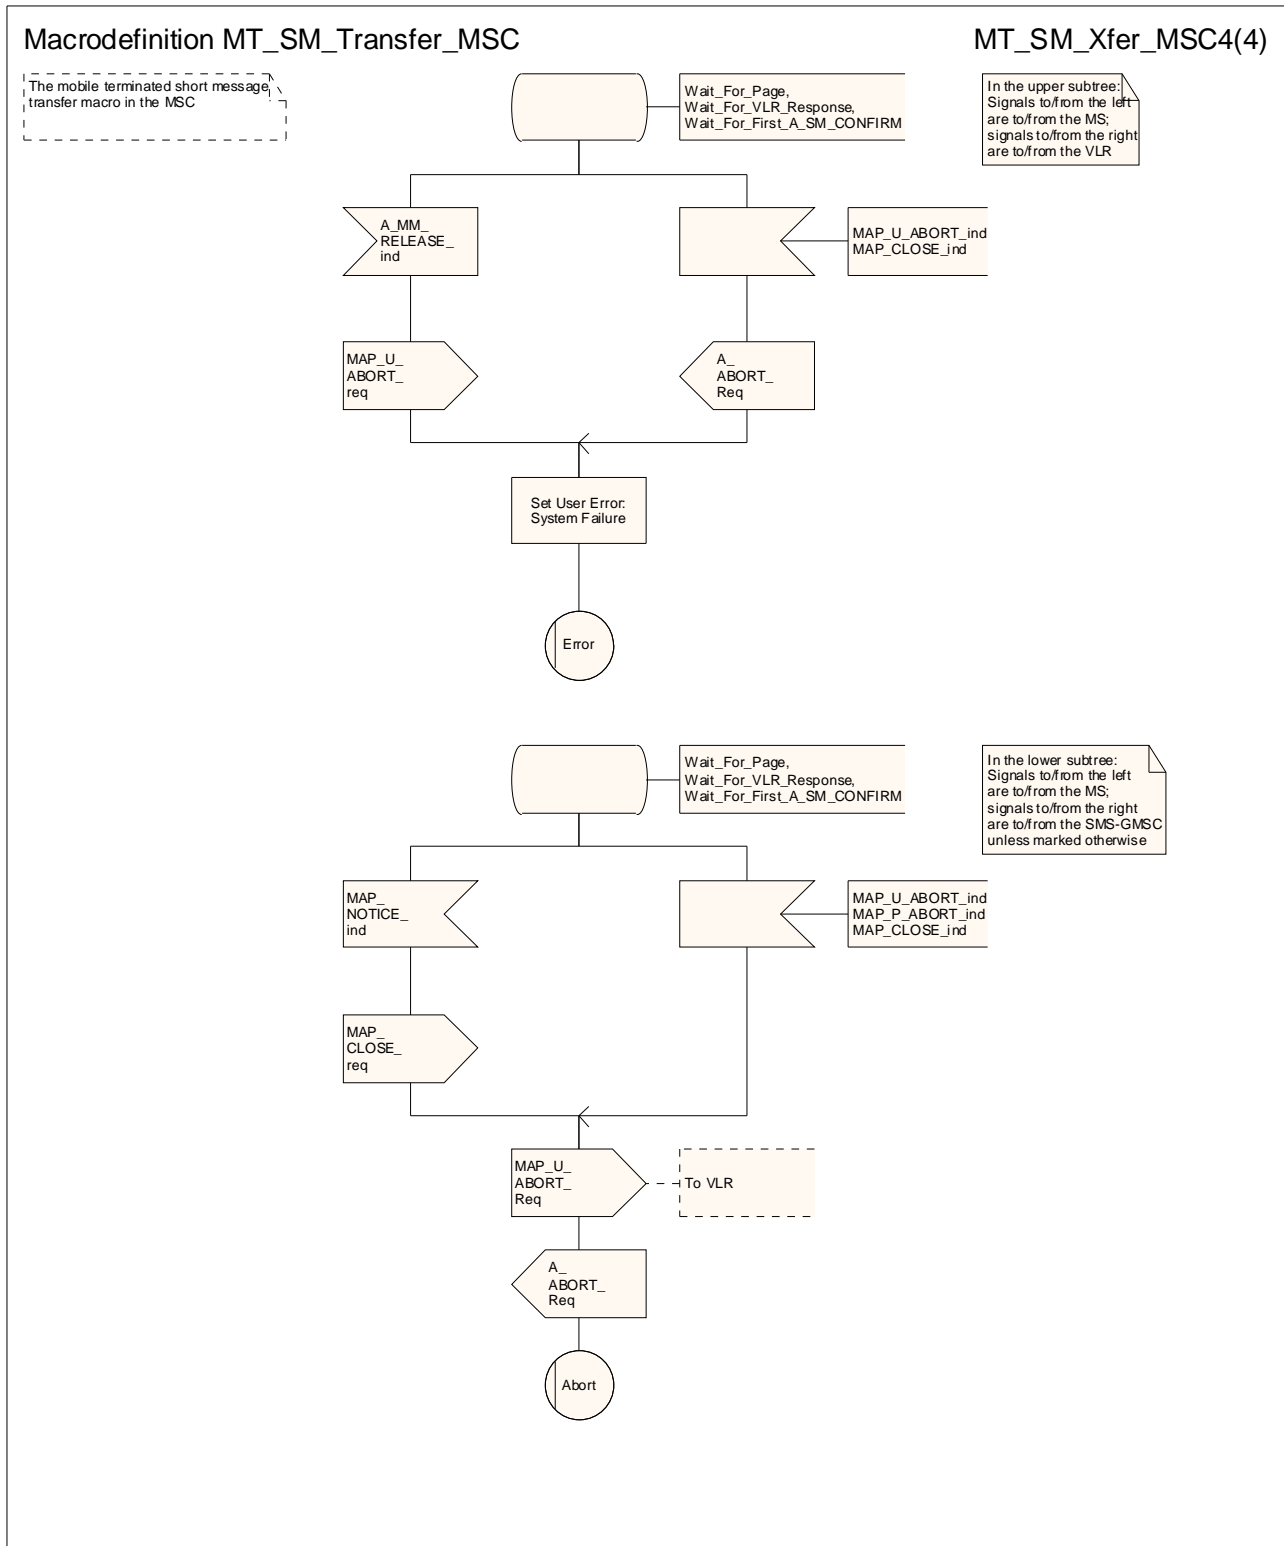 Macrodefinition MT_SM_Transfer_MSC
MT_SM_Xfer_MSC4(4)
The mobile terminated short message
transfer macro in the MSC
Wait_For_Page,
Wait_For_VLR_Response,
Wait_For_First_A_SM_CONFIRM
In the upper subtree:
Signals to/from the left
are to/from the MS;
signals to/from the right
are to/from the VLR
A_MM_
RELEASE_
ind
MAP_U_ABORT_ind
MAP_CLOSE_ind
MAP_U_
ABORT_
req
A_
ABORT_
Req
Set User Error:
System Failure
Error
Wait_For_Page,
Wait_For_VLR_Response,
Wait_For_First_A_SM_CONFIRM
In the lower subtree:
Signals to/from the left
are to/from the MS;
signals to/from the right
are to/from the SMS-GMSC
unless marked otherwise
MAP_
NOTICE_
ind
MAP_U_ABORT_ind
MAP_P_ABORT_ind
MAP_CLOSE_ind
MAP_
CLOSE_
req
MAP_U_
ABORT_
Req
To VLR
A_
ABORT_
Req
Abort